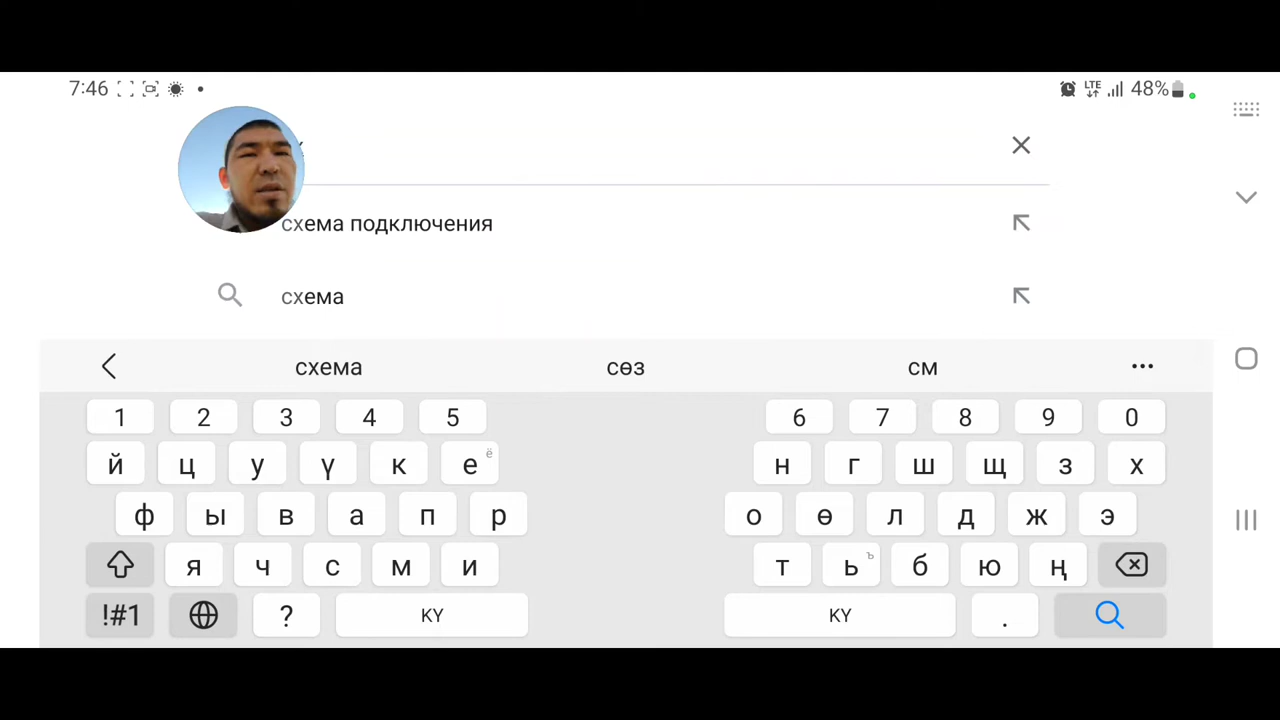 7:46 LTE 48%
схема подключения
схема
схема сөз см
1 2 3 4 5 6 7 8 9 0
й ц у ү к е ё н г ш щ з х
ф ы в а п р о ө л д ж э
я ч с м и т ь ъ б ю ң
!#1 ? KY KY .